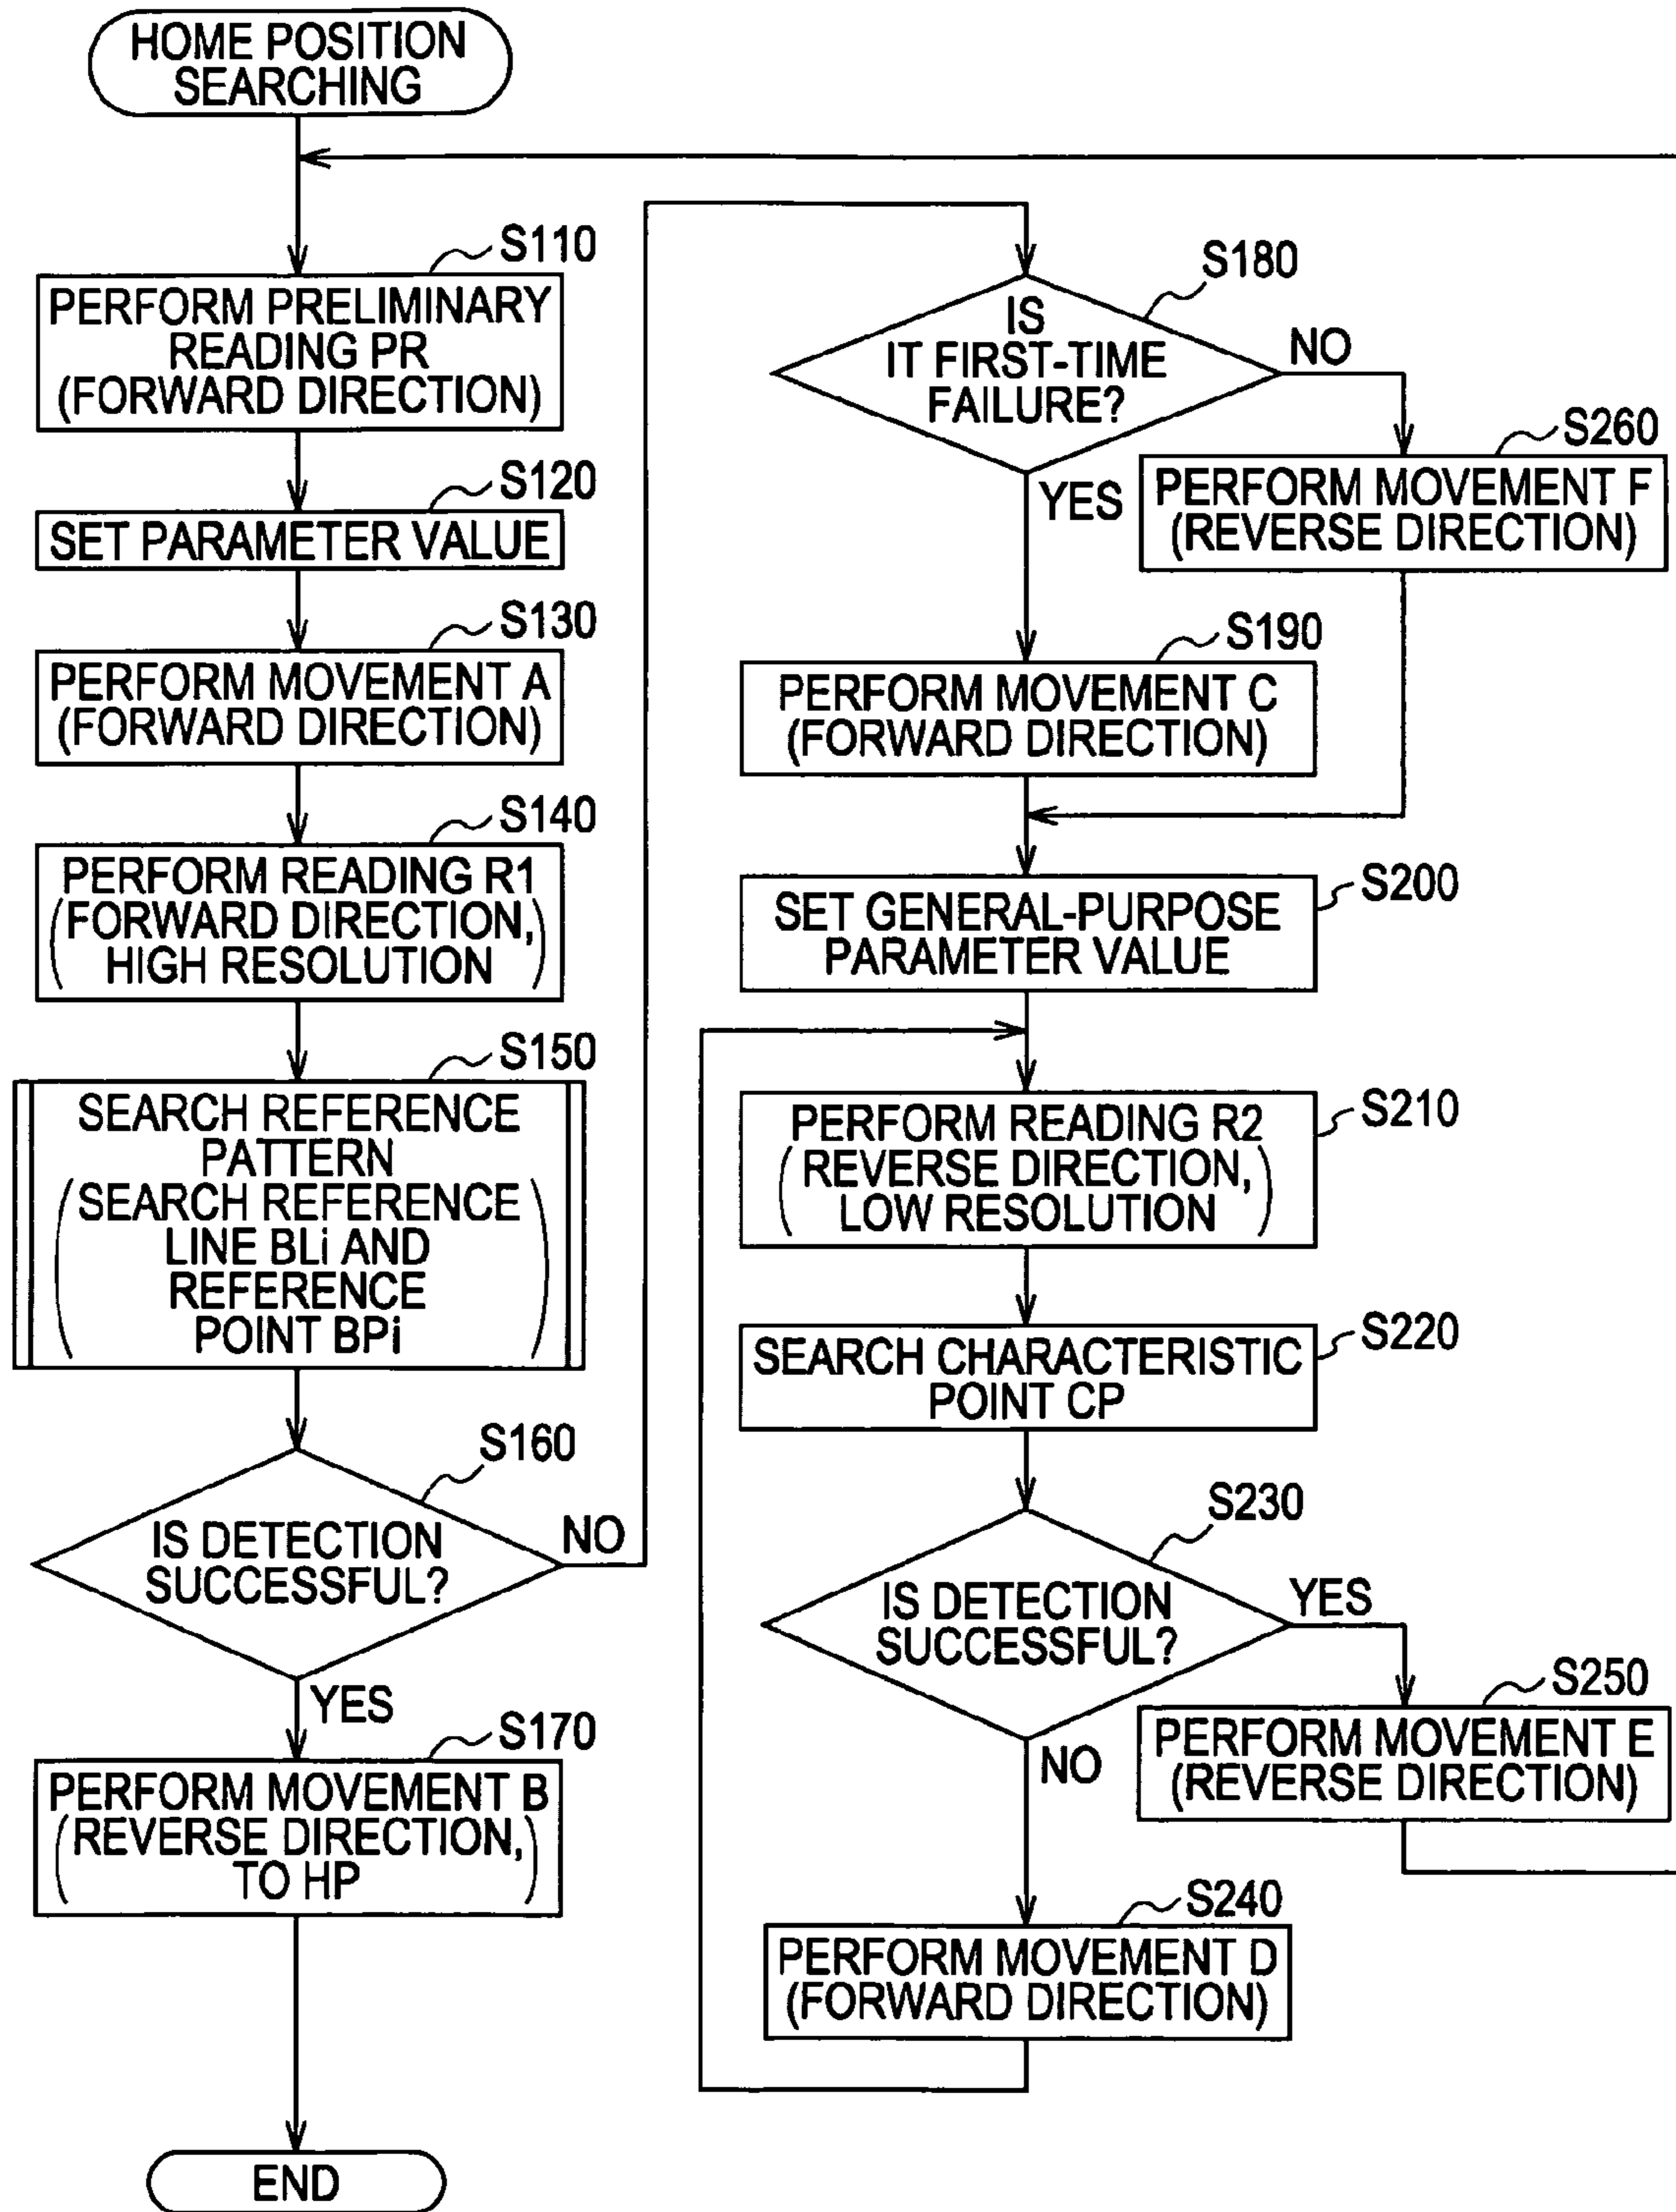 HOME POSITION
SEARCHING
S110
PERFORM PRELIMINARY
READING PR
(FORWARD DIRECTION)
S120
SET PARAMETER VALUE
S130
PERFORM MOVEMENT A
(FORWARD DIRECTION)
S140
PERFORM READING R1
(FORWARD DIRECTION,
HIGH RESOLUTION)
S150
SEARCH REFERENCE
PATTERN
(SEARCH REFERENCE
LINE BLi AND
REFERENCE
POINT BPi)
S160
IS DETECTION
SUCCESSFUL?
NO
YES
S170
PERFORM MOVEMENT B
(REVERSE DIRECTION,
TO HP)
END
S180
IS
IT FIRST-TIME
FAILURE?
NO
YES
S260
PERFORM MOVEMENT F
(REVERSE DIRECTION)
S190
PERFORM MOVEMENT C
(FORWARD DIRECTION)
S200
SET GENERAL-PURPOSE
PARAMETER VALUE
S210
PERFORM READING R2
(REVERSE DIRECTION,
LOW RESOLUTION)
S220
SEARCH CHARACTERISTIC
POINT CP
S230
IS DETECTION
SUCCESSFUL?
YES
NO
S250
PERFORM MOVEMENT E
(REVERSE DIRECTION)
S240
PERFORM MOVEMENT D
(FORWARD DIRECTION)